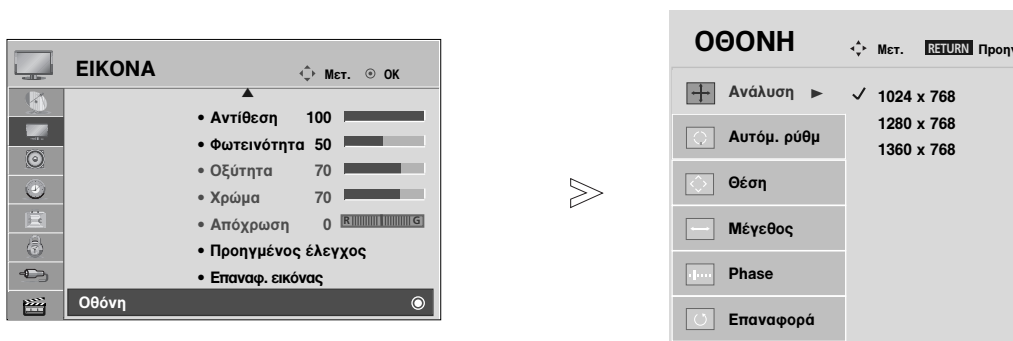 ΕΙΚΟΝΑ
Μετ. OK
• Αντίθεση 100
• Φωτεινότητα 50
• Οξύτητα 70
• Χρώμα 70
• Απόχρωση 0 R G
• Προηγμένος έλεγχος
• Επαναφ. εικόνας
Οθόνη
ΟΘΟΝΗ
Μετ. RETURN Προην
Ανάλυση ►
✓ 1024 x 768
1280 x 768
1360 x 768
Αυτόμ. ρύθμ
Θέση
Μέγεθος
Phase
Επαναφορά